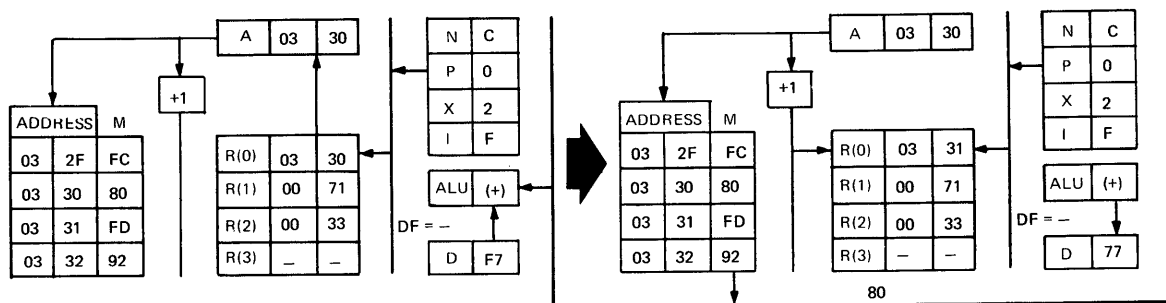 A 03 30
+1
ADDRESS M
03 2F FC
03 30 80
03 31 FD
03 32 92
R(0) 03 30
R(1) 00 71
R(2) 00 33
R(3) – –
N C
P 0
X 2
I F
ALU (+)
DF = –
D F7
A 03 30
+1
ADDRESS M
03 2F FC
03 30 80
03 31 FD
03 32 92
R(0) 03 31
R(1) 00 71
R(2) 00 33
R(3) – –
N C
P 0
X 2
I F
ALU (+)
DF = –
D 77
80